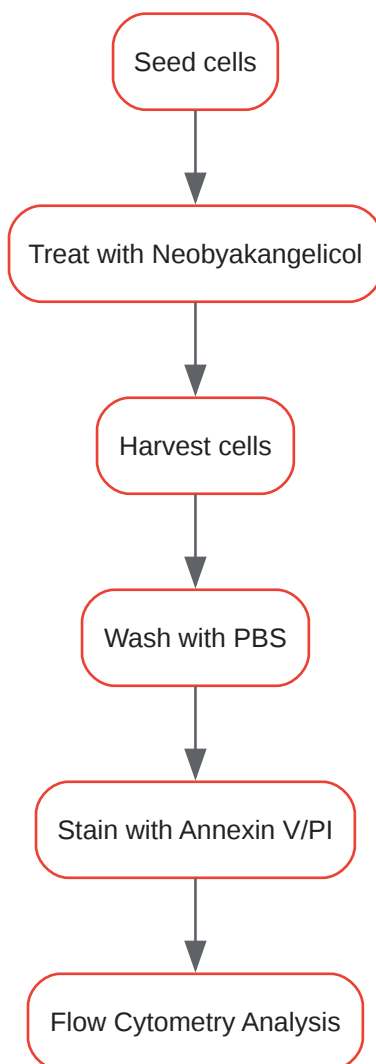 Seed cells
Treat with Neobyakangelicol
Harvest cells
Wash with PBS
Stain with Annexin V/PI
Flow Cytometry Analysis